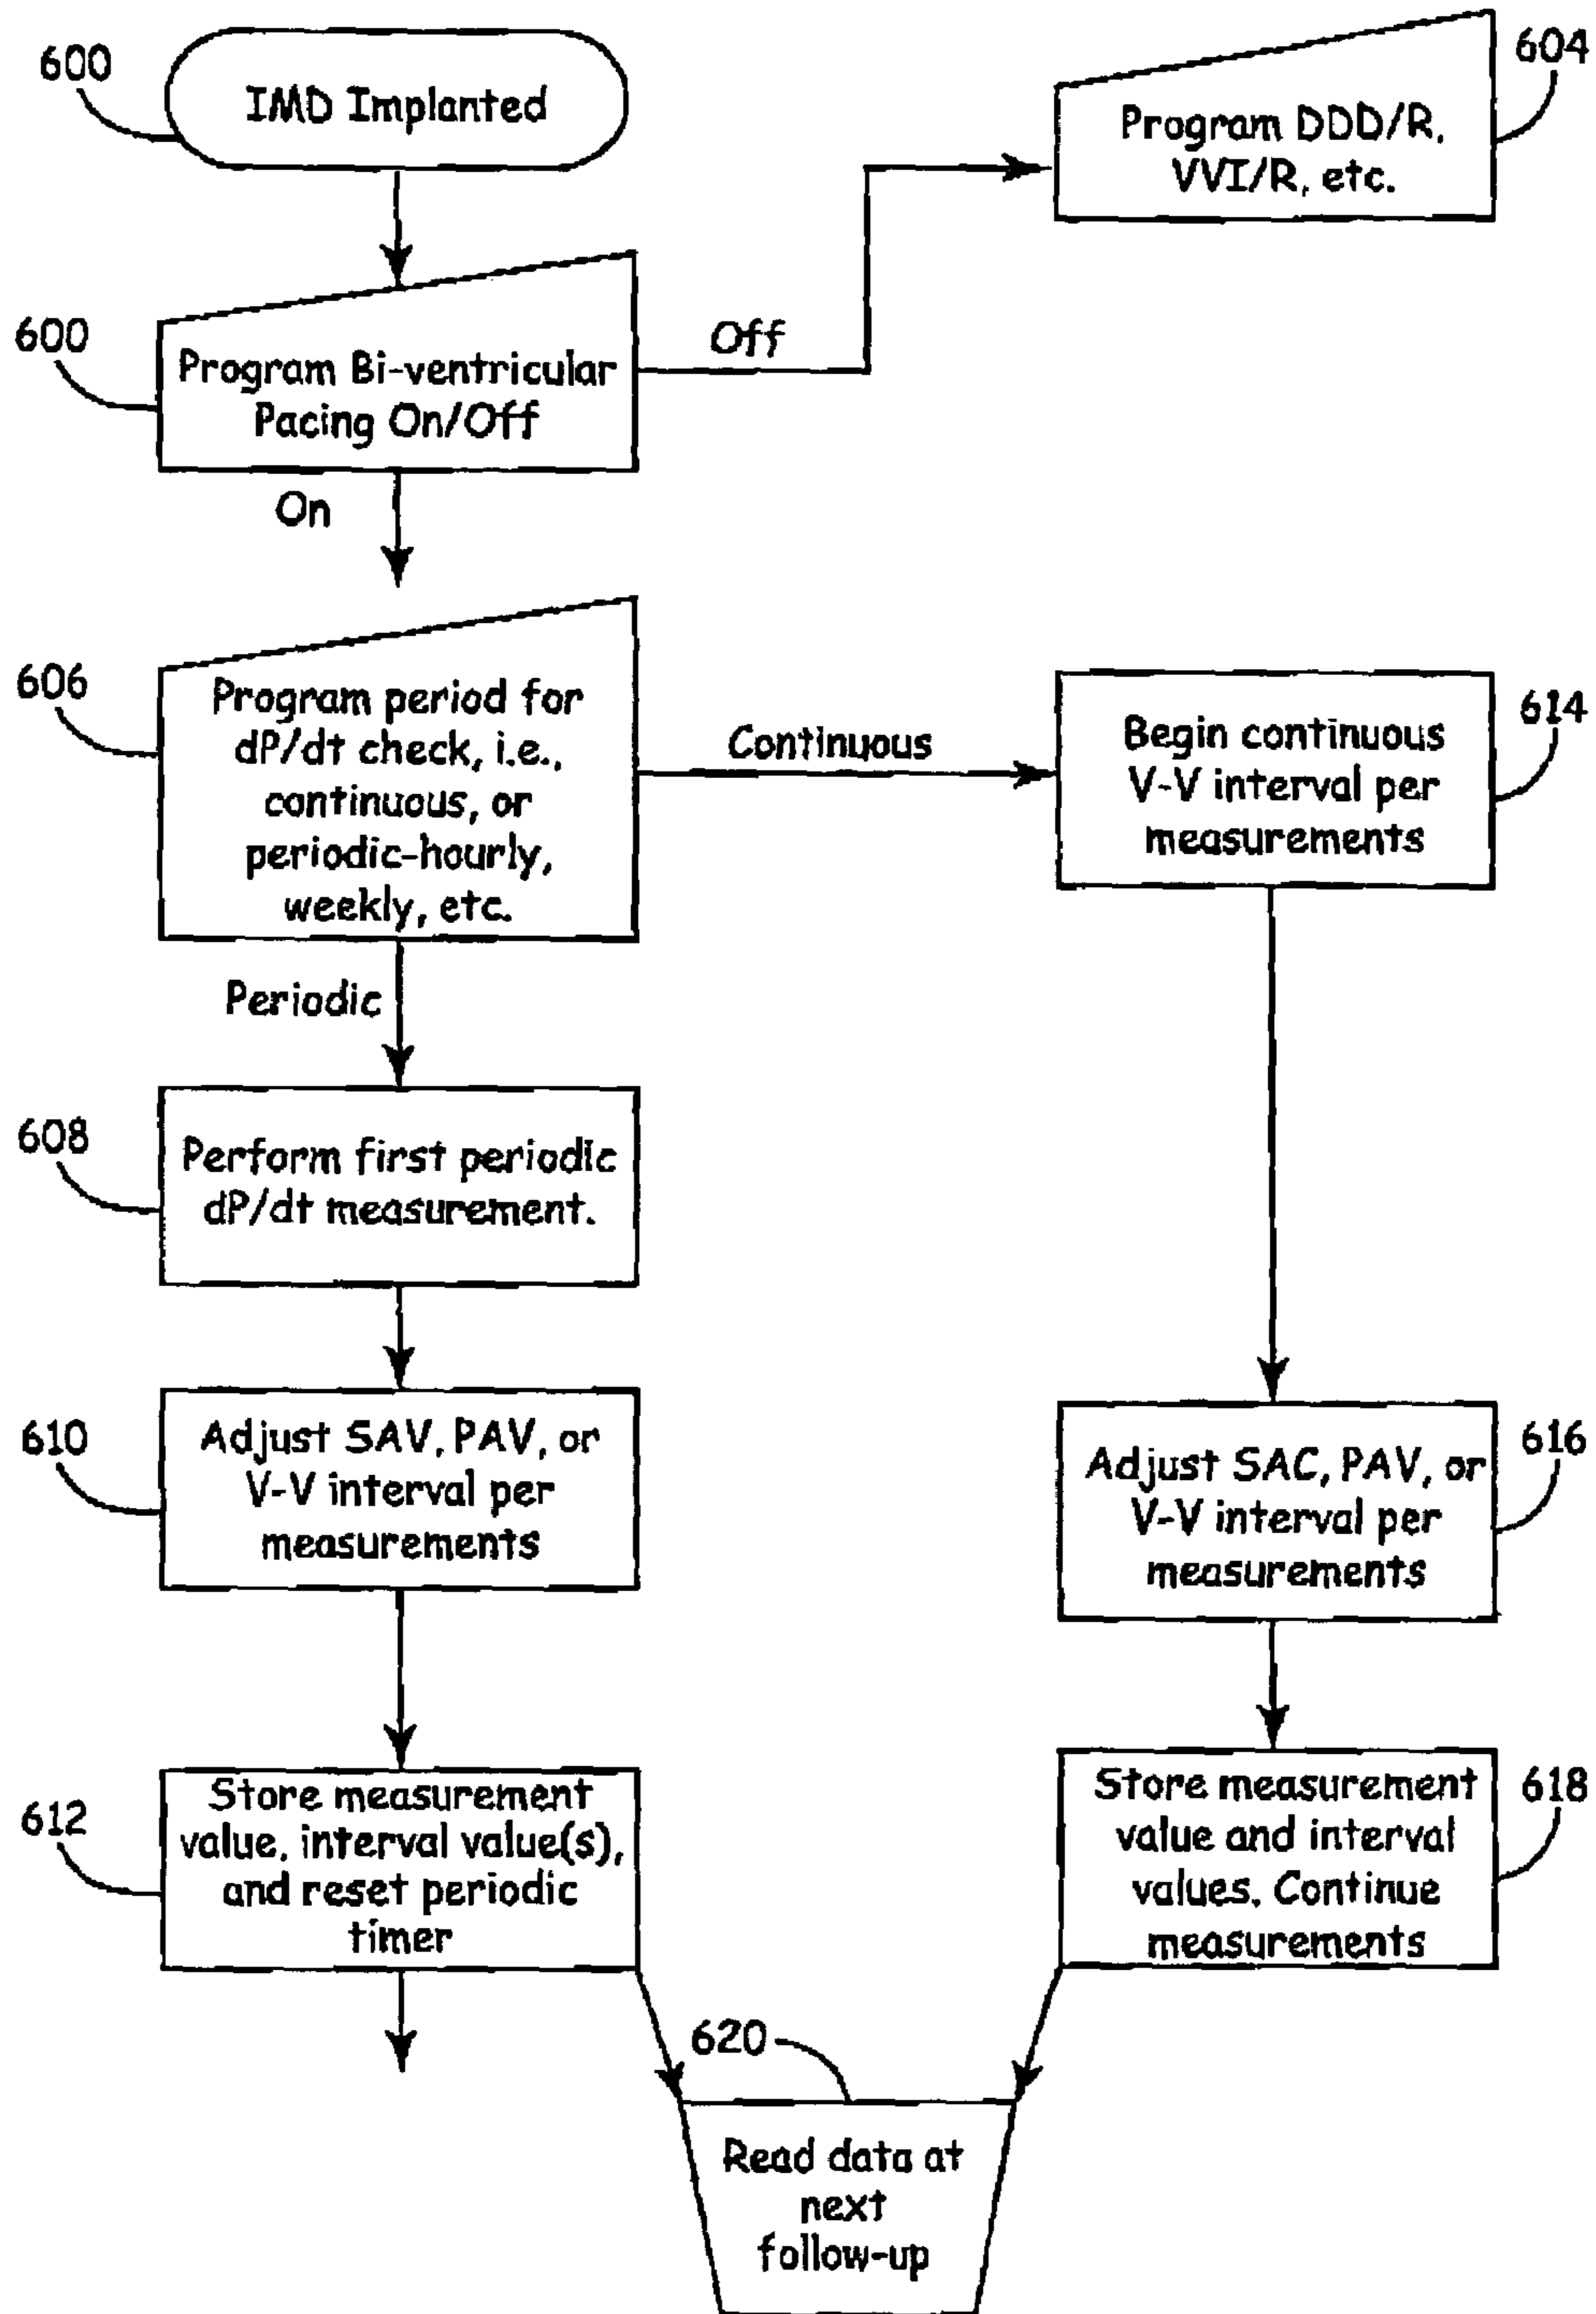 600
IMD Implanted
604
Program DDD/R,
VVI/R, etc.
600
Program Bi-ventricular
Pacing On/Off
Off
On
606
Program period for
dP/dt check, i.e.,
continuous, or
periodic-hourly,
weekly, etc.
Continuous
614
Begin continuous
V-V interval per
measurements
Periodic
608
Perform first periodic
dP/dt measurement.
610
Adjust SAV, PAV, or
V-V interval per
measurements
616
Adjust SAC, PAV, or
V-V interval per
measurements
612
Store measurement
value, interval value(s),
and reset periodic
timer
618
Store measurement
value and interval
values. Continue
measurements
620
Read data at
next
follow-up